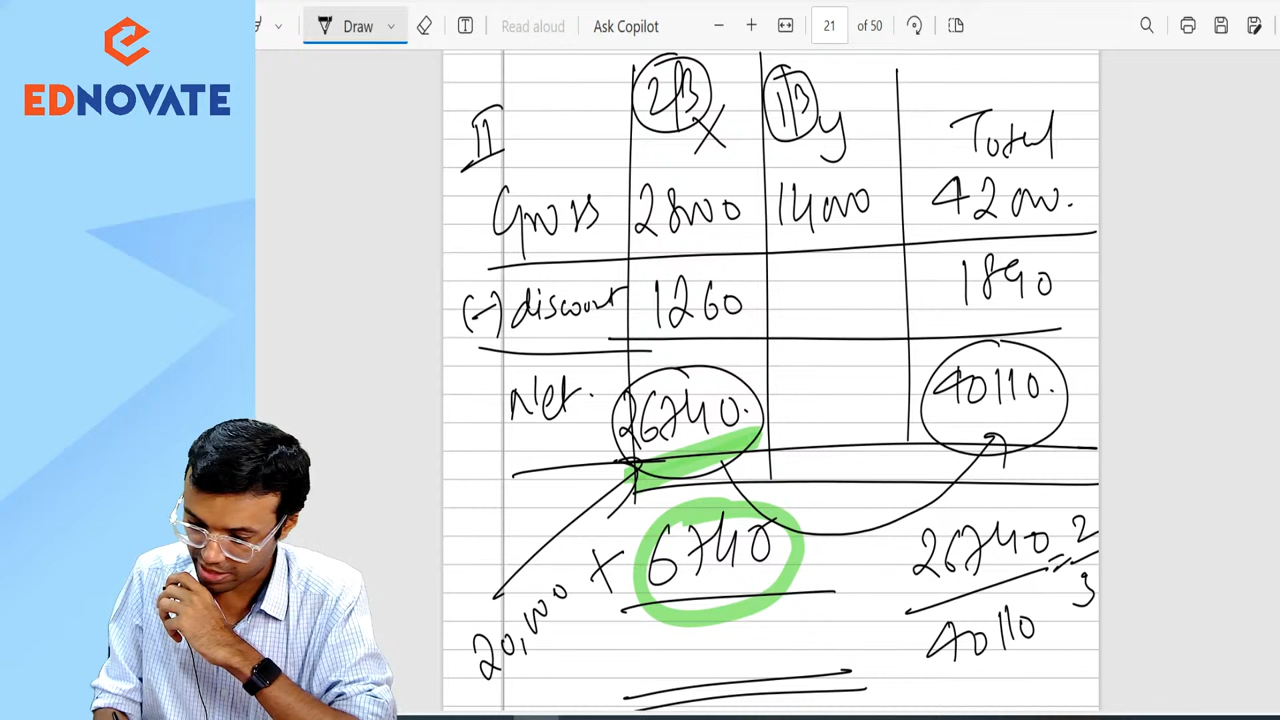 Draw
Read aloud
Ask Copilot
21
of 50
EDNOVATE
II
2/3 X
1/3 y
Total
Gross 28000 14000 42000.
(-) discount 1260 1890
Net. 26740. 40110.
20,000 + 6740
26740 = 2/3
40110